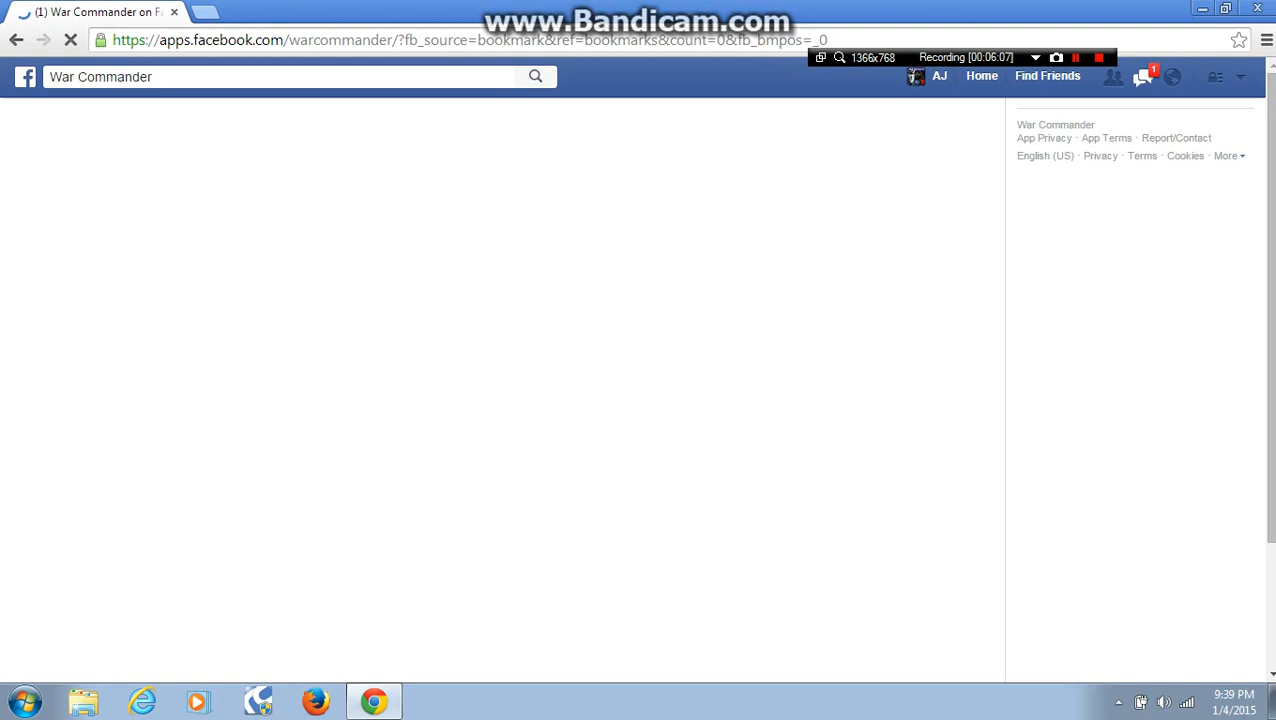 www.Bandicam.com
(1) War Commander on F
https://apps.facebook.com/warcommander/?fb_source=bookmark&ref=bookmarks&count=0&fb_bmpos=_0
1366x768 Recording [00:06:07]
War Commander
AJ Home Find Friends 1
War Commander
App Privacy · App Terms · Report/Contact
English (US) · Privacy · Terms · Cookies · More
9:39 PM
1/4/2015